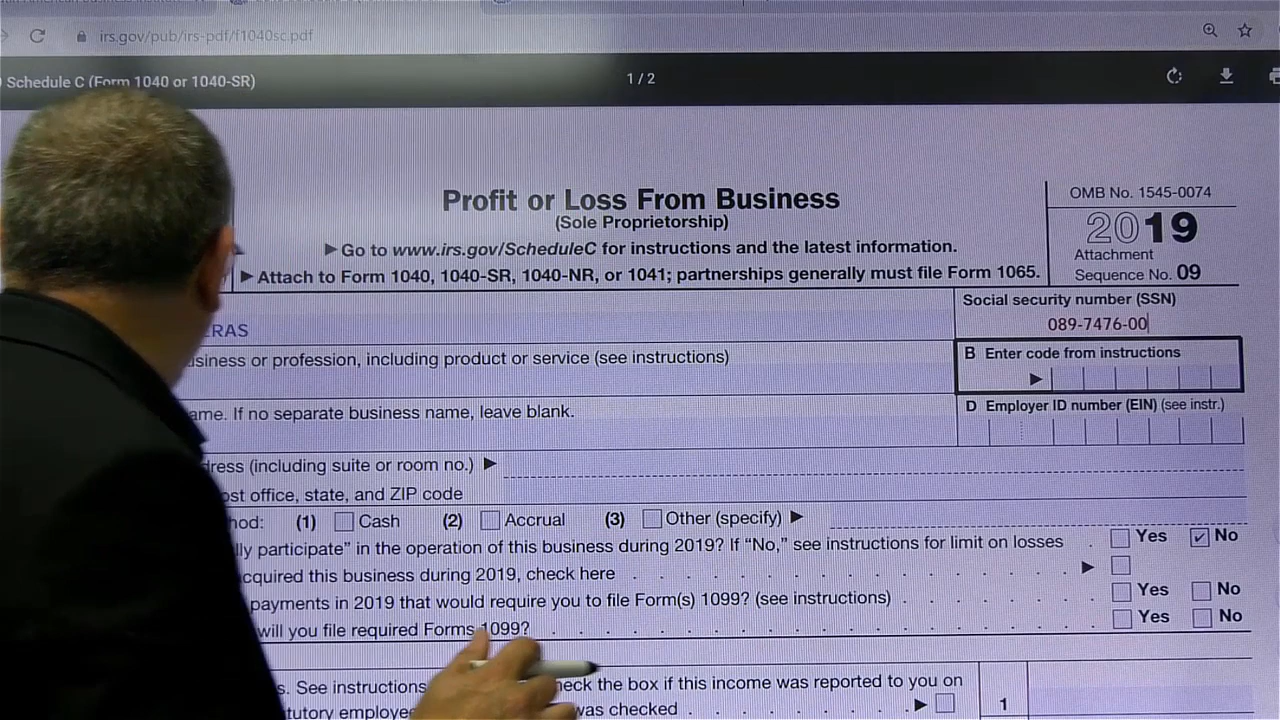 irs.gov/pub/irs-pdf/f1040sc.pdf
Schedule C (Form 1040 or 1040-SR)
1 / 2
Profit or Loss From Business
(Sole Proprietorship)
▶ Go to www.irs.gov/ScheduleC for instructions and the latest information.
▶ Attach to Form 1040, 1040-SR, 1040-NR, or 1041; partnerships generally must file Form 1065.
OMB No. 1545-0074
2019
Attachment
Sequence No. 09
RAS
Social security number (SSN)
089-7476-00
business or profession, including product or service (see instructions)
B Enter code from instructions
▶
name. If no separate business name, leave blank.
D Employer ID number (EIN) (see instr.)
address (including suite or room no.) ▶
post office, state, and ZIP code
method: (1) Cash (2) Accrual (3) Other (specify) ▶
lly participate” in the operation of this business during 2019? If “No,” see instructions for limit on losses . Yes ✓ No
acquired this business during 2019, check here . . . . . . . . . . . . . . . . . ▶
payments in 2019 that would require you to file Form(s) 1099? (see instructions) . . . . . . . Yes No
will you file required Forms 1099? . . . . . . . . . . . . . . . . . . . . Yes No
s. See instructions check the box if this income was reported to you on
was checked . . . . . . . . ▶ 1